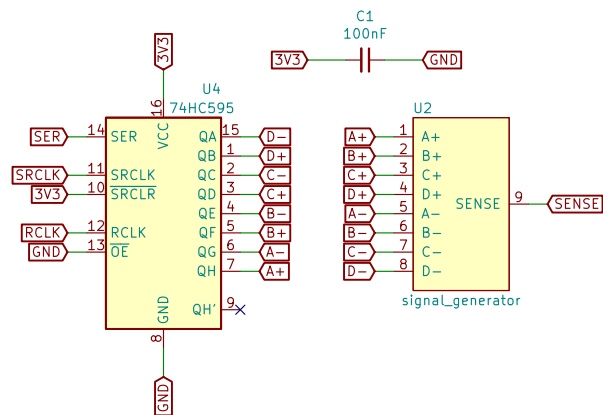 C1
100nF
3V3
GND
3V3
U4
74HC595
16
VCC
SER 14 SER QA 15 D-
QB 1 D+
SRCLK 11 SRCLK QC 2 C-
3V3 10 SRCLR QD 3 C+
QE 4 B-
RCLK 12 RCLK QF 5 B+
GND 13 OE QG 6 A-
QH 7 A+
QH' 9
GND
8
GND
U2
A+ 1 A+
B+ 2 B+
C+ 3 C+
D+ 4 D+
SENSE 9 SENSE
A- 5 A-
B- 6 B-
C- 7 C-
D- 8 D-
signal_generator